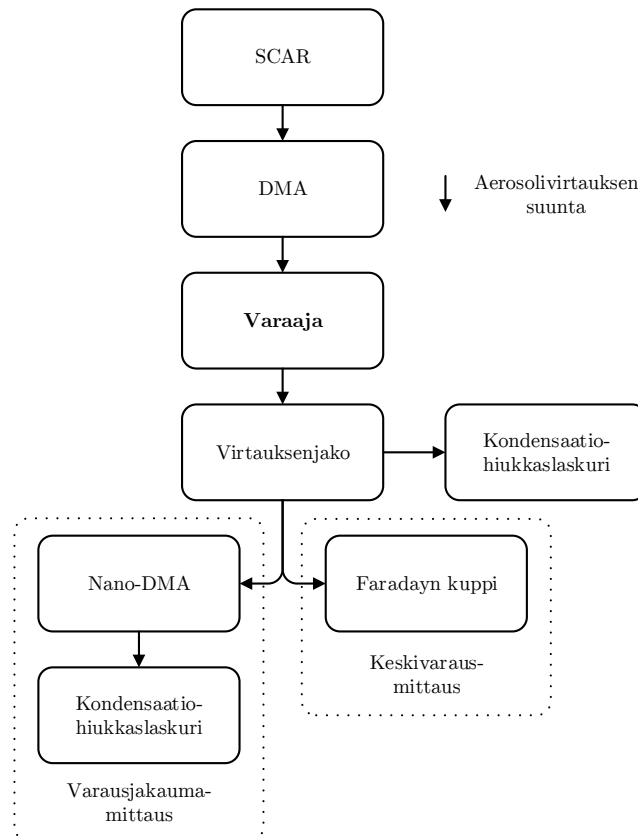 SCAR
DMA
Aerosolivirtauksen
suunta
Varaaja
Virtauksenjako
Kondensaatio-
hiukkaslaskuri
Nano-DMA
Faradayn kuppi
Keskivaraus-
mittaus
Kondensaatio-
hiukkaslaskuri
Varausjakauma-
mittaus